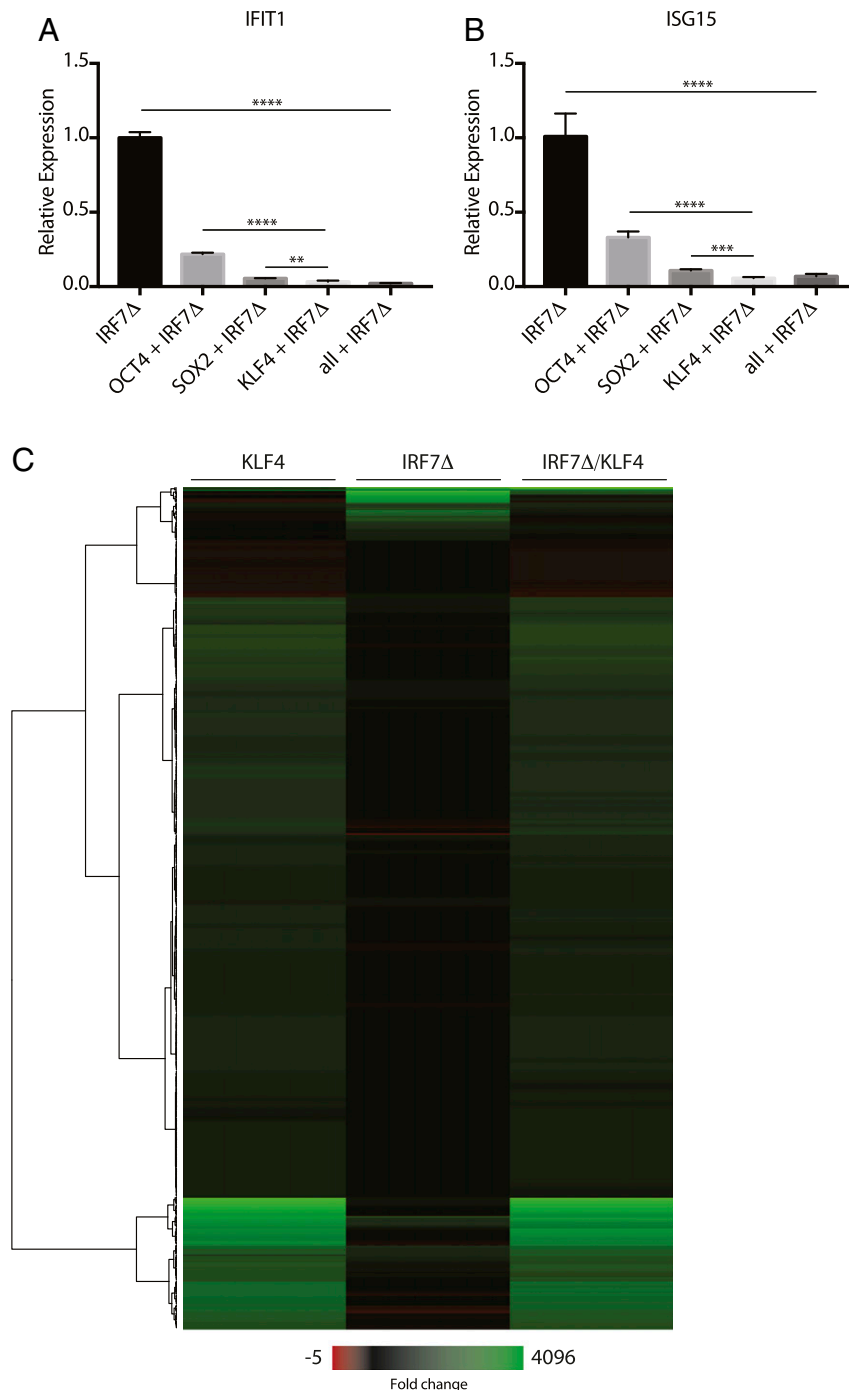 A
IFIT1
Relative Expression
1.5
1.0
0.5
0.0
****
****
**
IRF7Δ
OCT4 + IRF7Δ
SOX2 + IRF7Δ
KLF4 + IRF7Δ
all + IRF7Δ
B
ISG15
Relative Expression
1.5
1.0
0.5
0.0
****
****
***
IRF7Δ
OCT4 + IRF7Δ
SOX2 + IRF7Δ
KLF4 + IRF7Δ
all + IRF7Δ
C
KLF4
IRF7Δ
IRF7Δ/KLF4
-5
4096
Fold change